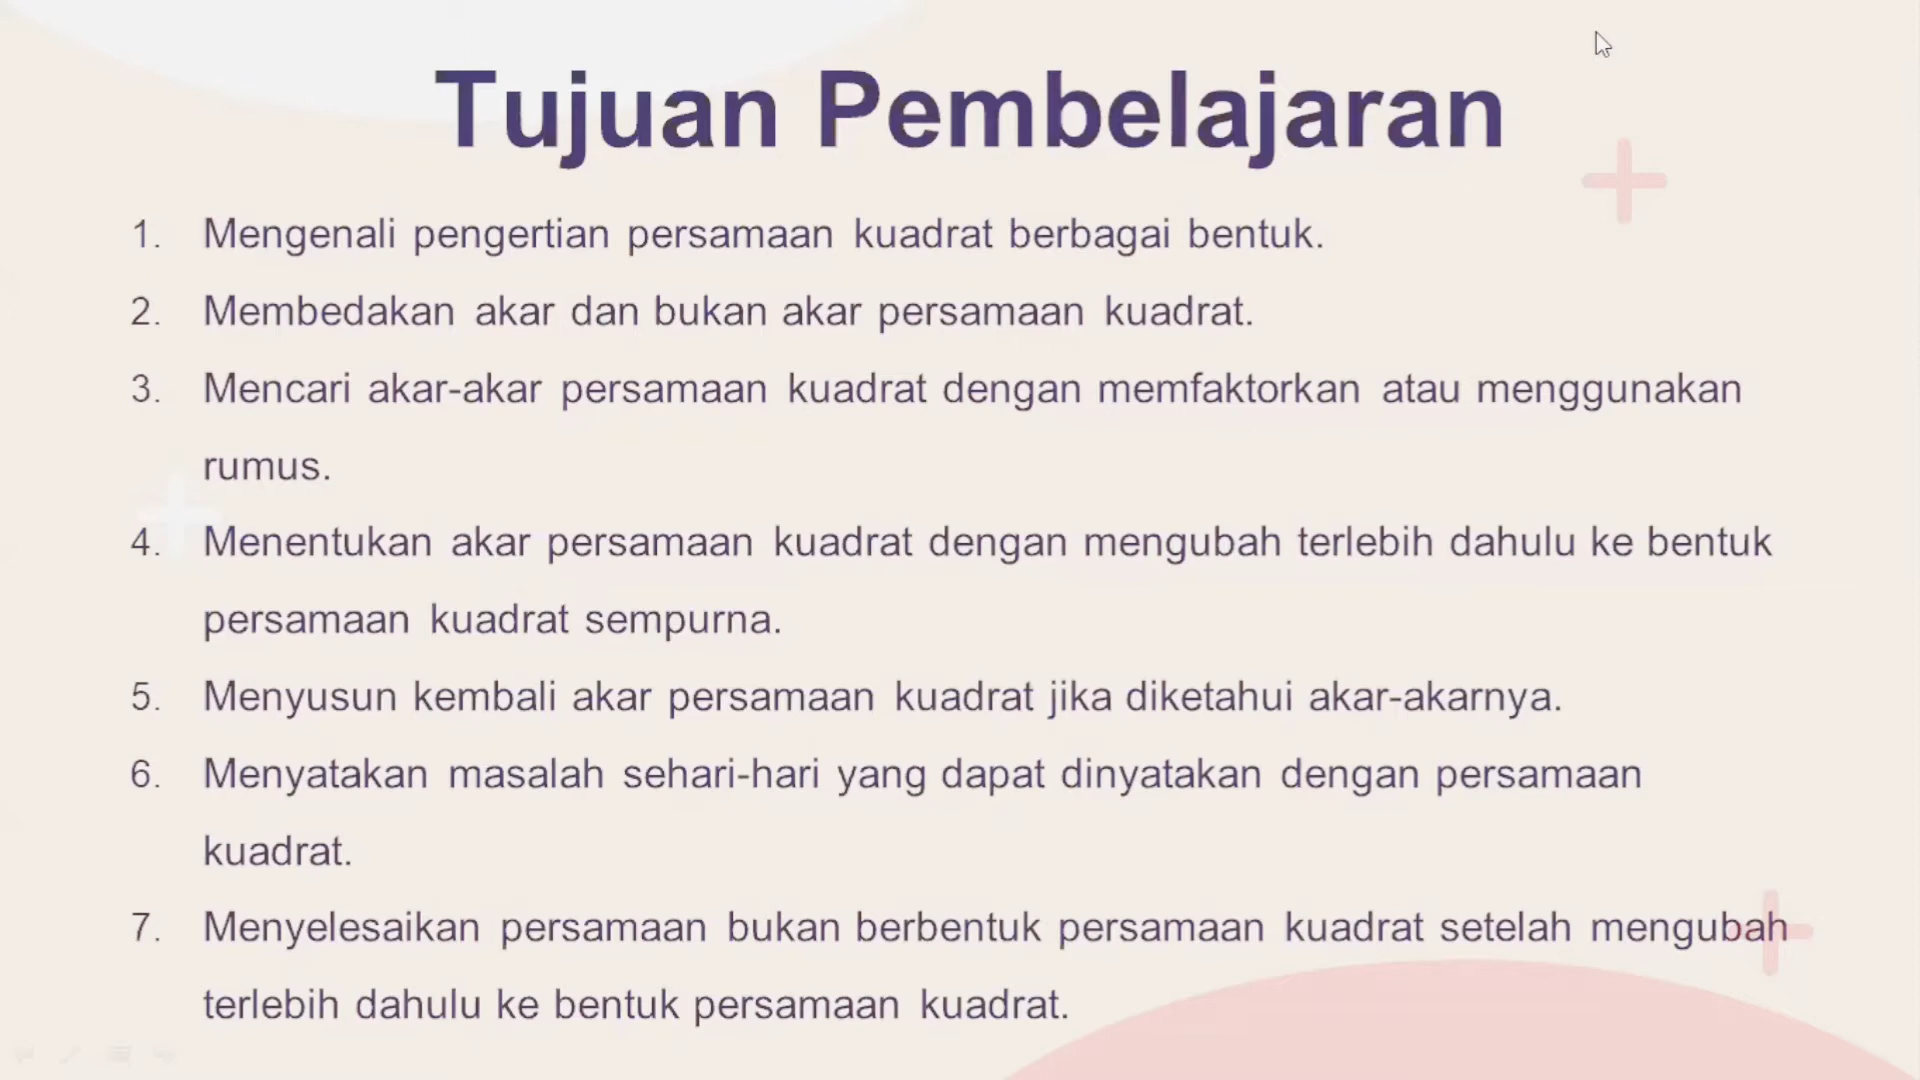 Tujuan Pembelajaran
1. Mengenali pengertian persamaan kuadrat berbagai bentuk.
2. Membedakan akar dan bukan akar persamaan kuadrat.
3. Mencari akar-akar persamaan kuadrat dengan memfaktorkan atau menggunakan
rumus.
4. Menentukan akar persamaan kuadrat dengan mengubah terlebih dahulu ke bentuk
persamaan kuadrat sempurna.
5. Menyusun kembali akar persamaan kuadrat jika diketahui akar-akarnya.
6. Menyatakan masalah sehari-hari yang dapat dinyatakan dengan persamaan
kuadrat.
7. Menyelesaikan persamaan bukan berbentuk persamaan kuadrat setelah mengubah
terlebih dahulu ke bentuk persamaan kuadrat.